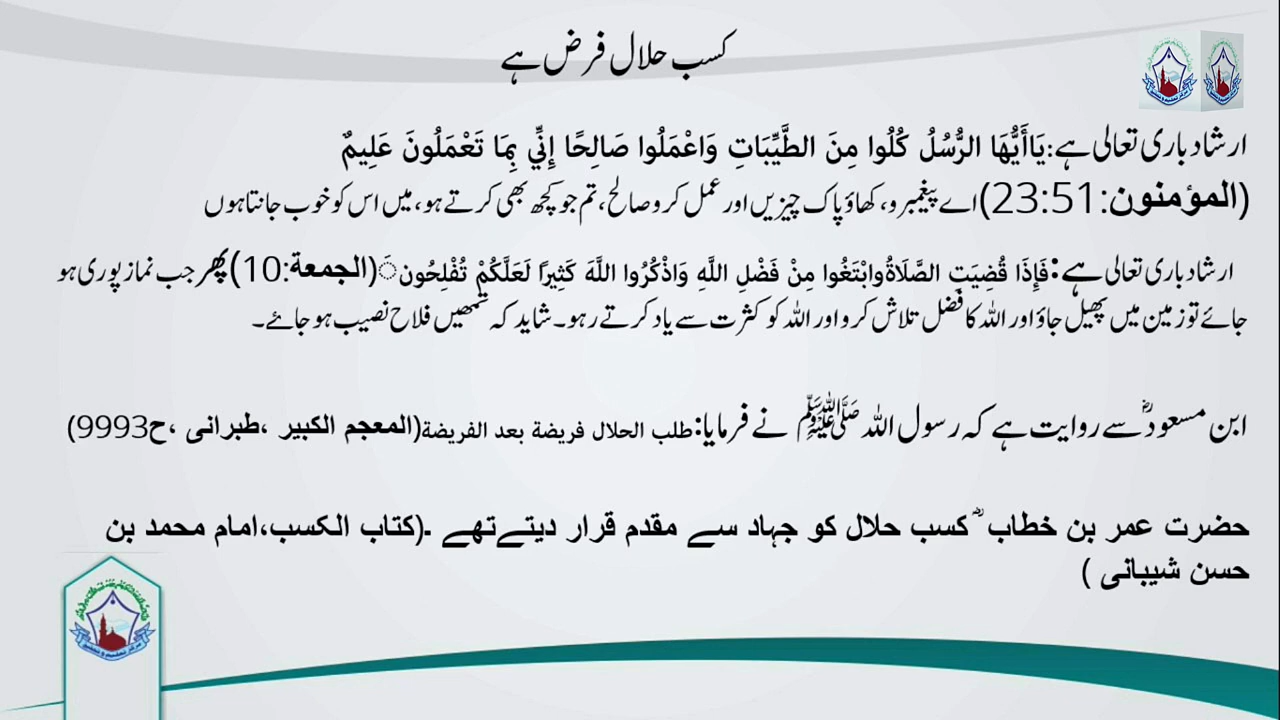 کسب حلال فرض ہے
ارشاد باری تعالی ہے:يَاأَيُّهَا الرُّسُلُ كُلُوا مِنَ الطَّيِّبَاتِ وَاعْمَلُوا صَالِحًا إِنِّي بِمَا تَعْمَلُونَ عَلِيمٌ
(المؤمنون:23:51)اے پیغمبرو، کھاؤ پاک چیزیں اور عمل کرو صالح، تم جو کچھ بھی کرتے ہو، میں اس کو خوب جانتا ہوں
ارشاد باری تعالی ہے:فَإِذَا قُضِيَتِ الصَّلَاةُوابْتَغُوا مِنْ فَضْلِ اللَّهِ وَاذْكُرُوا اللَّهَ كَثِيرًا لَعَلَّكُمْ تُفْلِحُونَ(الجمعة:10)پھر جب نماز پوری ہو
جائے تو زمین میں پھیل جاؤ اور اللہ کا فضل تلاش کرو اور اللہ کو کثرت سے یاد کرتے رہو۔ شاید کہ تمھیں فلاح نصیب ہو جائے۔
ابن مسعودؓ سے روایت ہے کہ رسول اللہ ﷺ نے فرمایا:طلب الحلال فريضة بعد الفريضة(المعجم الکبیر ،طبرانی ،ح9993)
حضرت عمر بن خطاب ؓ کسب حلال کو جہاد سے مقدم قرار دیتےتھے ۔(کتاب الکسب،امام محمد بن
حسن شیبانی )